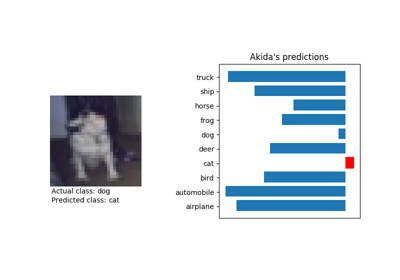 Akida's predictions
truck
ship
horse
frog
dog
deer
cat
bird
automobile
airplane
Actual class: dog
Predicted class: cat